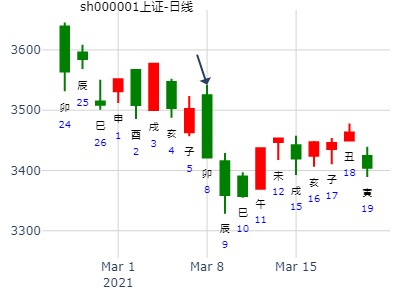 sh000001上证-日线
3600
3500
3400
3300
卯
24
辰
25
巳
26
申
1
酉
2
戌
3
亥
4
子
5
卯
8
辰
9
巳
10
午
11
未
12
戌
15
亥
16
子
17
丑
18
寅
19
Mar 1
2021
Mar 8
Mar 15